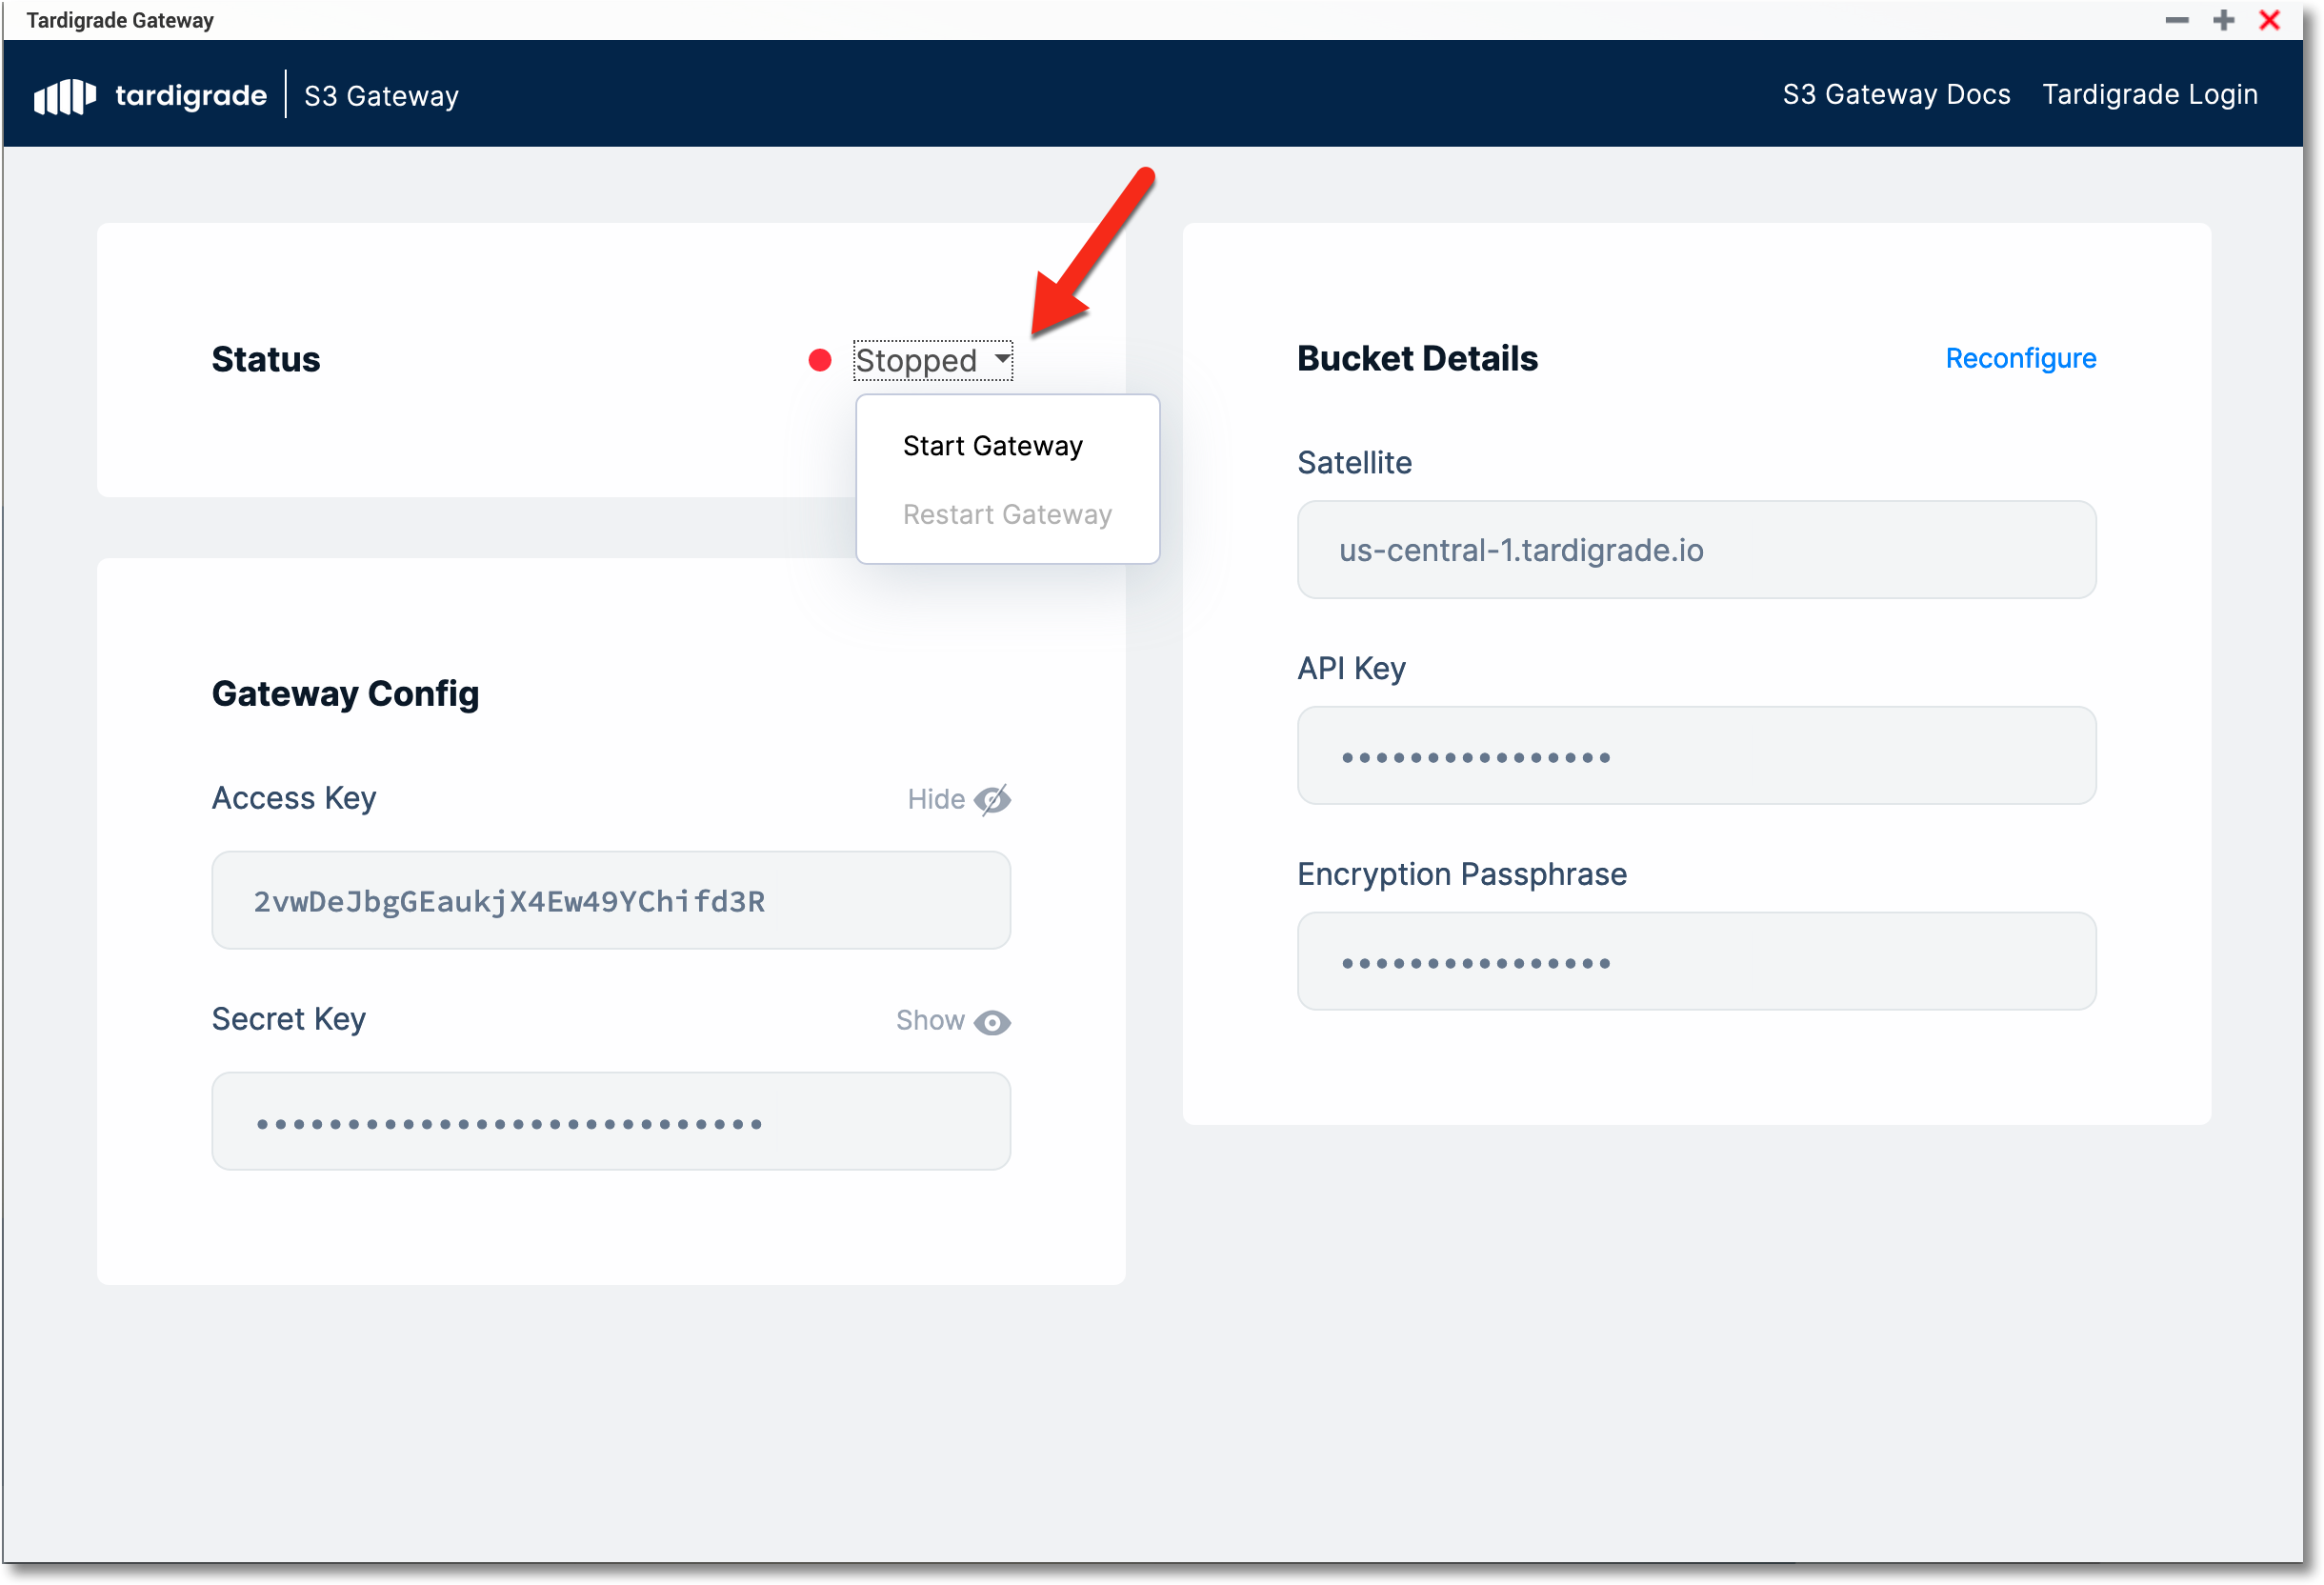 Tardigrade Gateway
tardigrade S3 Gateway
S3 Gateway Docs Tardigrade Login
Status
Stopped
Start Gateway
Restart Gateway
Gateway Config
Access Key
Hide
2vwDeJbgGEaukjX4Ew49YChifd3R
Secret Key
Show
••••••••••••••••••••••••••••
Bucket Details
Reconfigure
Satellite
us-central-1.tardigrade.io
API Key
••••••••••••••••
Encryption Passphrase
••••••••••••••••